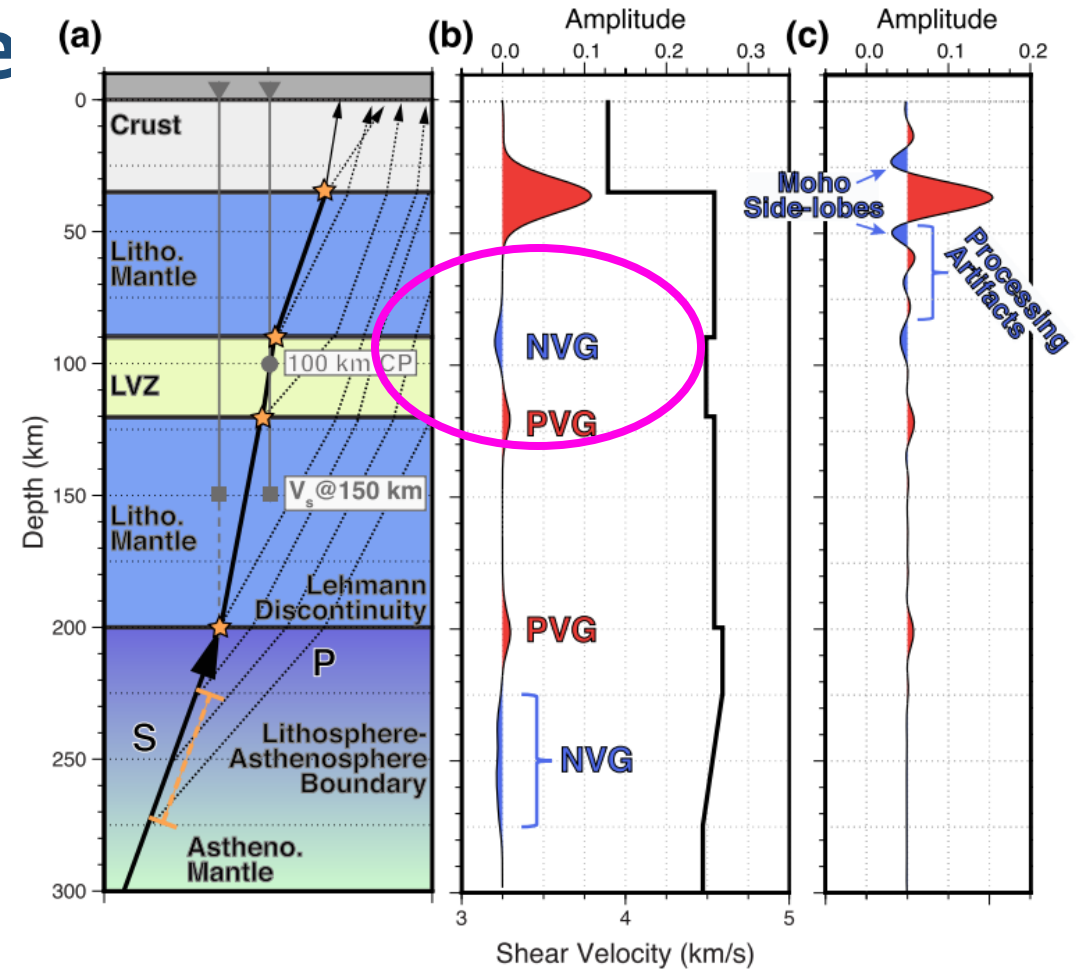 e
(a)
Crust
Litho.
Mantle
100 km CP
LVZ
V
s
@150 km
Litho.
Mantle
Lehmann
Discontinuity
P
S
Lithosphere-
Asthenosphere
Boundary
Astheno.
Mantle
Depth (km)
0
50
100
150
200
250
300
(b)
Amplitude
0.0 0.1 0.2 0.3
NVG
PVG
PVG
NVG
3 4 5
Shear Velocity (km/s)
(c)
Amplitude
0.0 0.1 0.2
Moho
Side-lobes
Processing
Artifacts